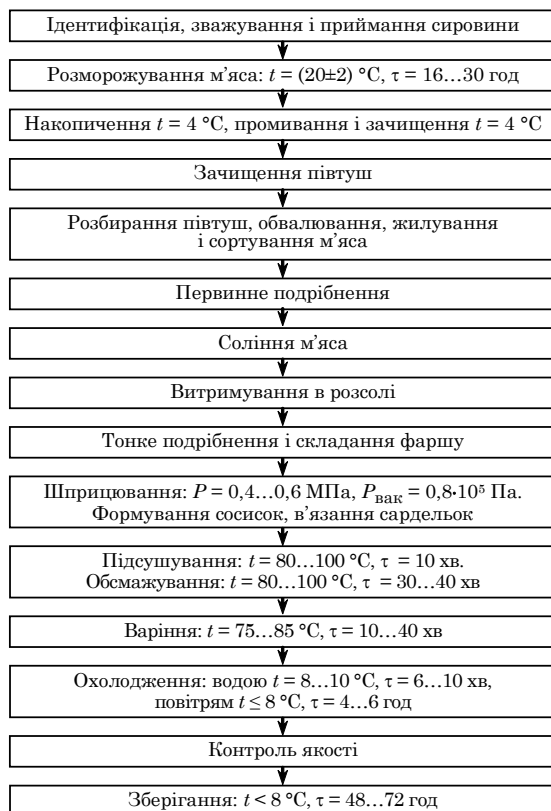 Ідентифікація, зважування і приймання сировини
Розморожування м'яса: t = (20±2) °С, τ = 16...30 год
Накопичення t = 4 °С, промивання і зачищення t = 4 °С
Зачищення півтуш
Розбирання півтуш, обвалювання, жилування
і сортування м'яса
Первинне подрібнення
Соління м'яса
Витримування в розсолі
Тонке подрібнення і складання фаршу
Шприцювання: P = 0,4...0,6 МПа, Pвак = 0,8·10⁵ Па.
Формування сосисок, в'язання сардельок
Підсушування: t = 80...100 °С, τ = 10 хв.
Обсмажування: t = 80...100 °С, τ = 30...40 хв
Варіння: t = 75...85 °С, τ = 10...40 хв
Охолодження: водою t = 8...10 °С, τ = 6...10 хв,
повітрям t ≤ 8 °С, τ = 4...6 год
Контроль якості
Зберігання: t < 8 °С, τ = 48...72 год